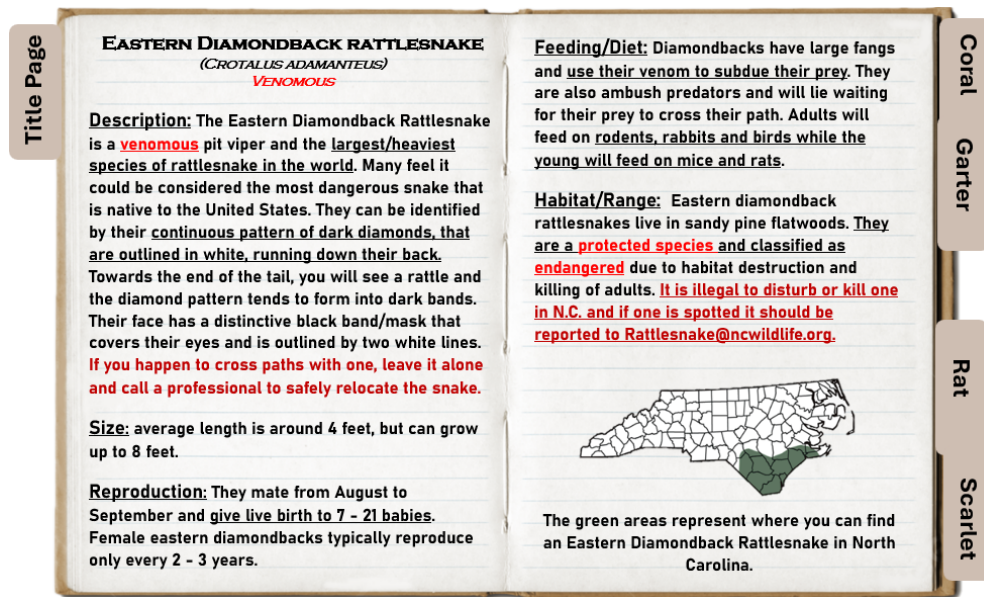 Title Page
EASTERN DIAMONDBACK RATTLESNAKE
(CROTALUS ADAMANTEUS)
VENOMOUS
Description: The Eastern Diamondback Rattlesnake
is a venomous pit viper and the largest/heaviest
species of rattlesnake in the world. Many feel it
could be considered the most dangerous snake that
is native to the United States. They can be identified
by their continuous pattern of dark diamonds, that
are outlined in white, running down their back.
Towards the end of the tail, you will see a rattle and
the diamond pattern tends to form into dark bands.
Their face has a distinctive black band/mask that
covers their eyes and is outlined by two white lines.
If you happen to cross paths with one, leave it alone
and call a professional to safely relocate the snake.
Size: average length is around 4 feet, but can grow
up to 8 feet.
Reproduction: They mate from August to
September and give live birth to 7 - 21 babies.
Female eastern diamondbacks typically reproduce
only every 2 - 3 years.
Feeding/Diet: Diamondbacks have large fangs
and use their venom to subdue their prey. They
are also ambush predators and will lie waiting
for their prey to cross their path. Adults will
feed on rodents, rabbits and birds while the
young will feed on mice and rats.
Habitat/Range: Eastern diamondback
rattlesnakes live in sandy pine flatwoods. They
are a protected species and classified as
endangered due to habitat destruction and
killing of adults. It is illegal to disturb or kill one
in N.C. and if one is spotted it should be
reported to Rattlesnake@ncwildlife.org.
The green areas represent where you can find
an Eastern Diamondback Rattlesnake in North
Carolina.
Coral
Garter
Rat
Scarlet